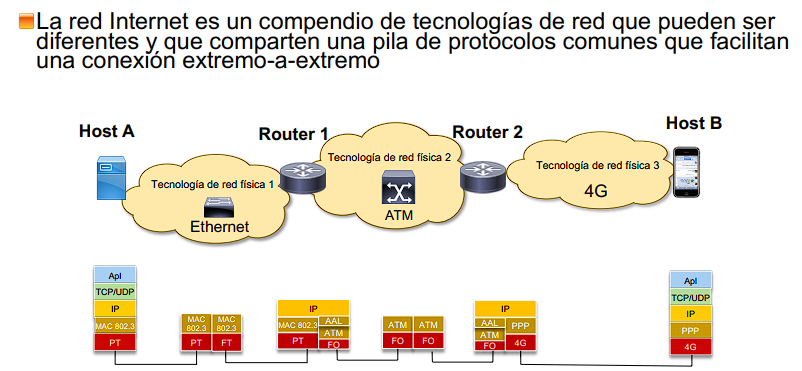 La red Internet es un compendio de tecnologías de red que pueden ser
diferentes y que comparten una pila de protocolos comunes que facilitan
una conexión extremo-a-extremo
Host A
Router 1
Router 2
Host B
Tecnología de red física 1
Ethernet
Tecnología de red física 2
ATM
Tecnología de red física 3
4G
Apl
TCP/UDP
IP
MAC 802.3
PT
MAC 802.3
PT
MAC 802.3
FT
IP
MAC 802.3
PT
AAL
ATM
FO
ATM
FO
ATM
FO
IP
AAL
ATM
FO
PPP
4G
Apl
TCP/UDP
IP
PPP
4G